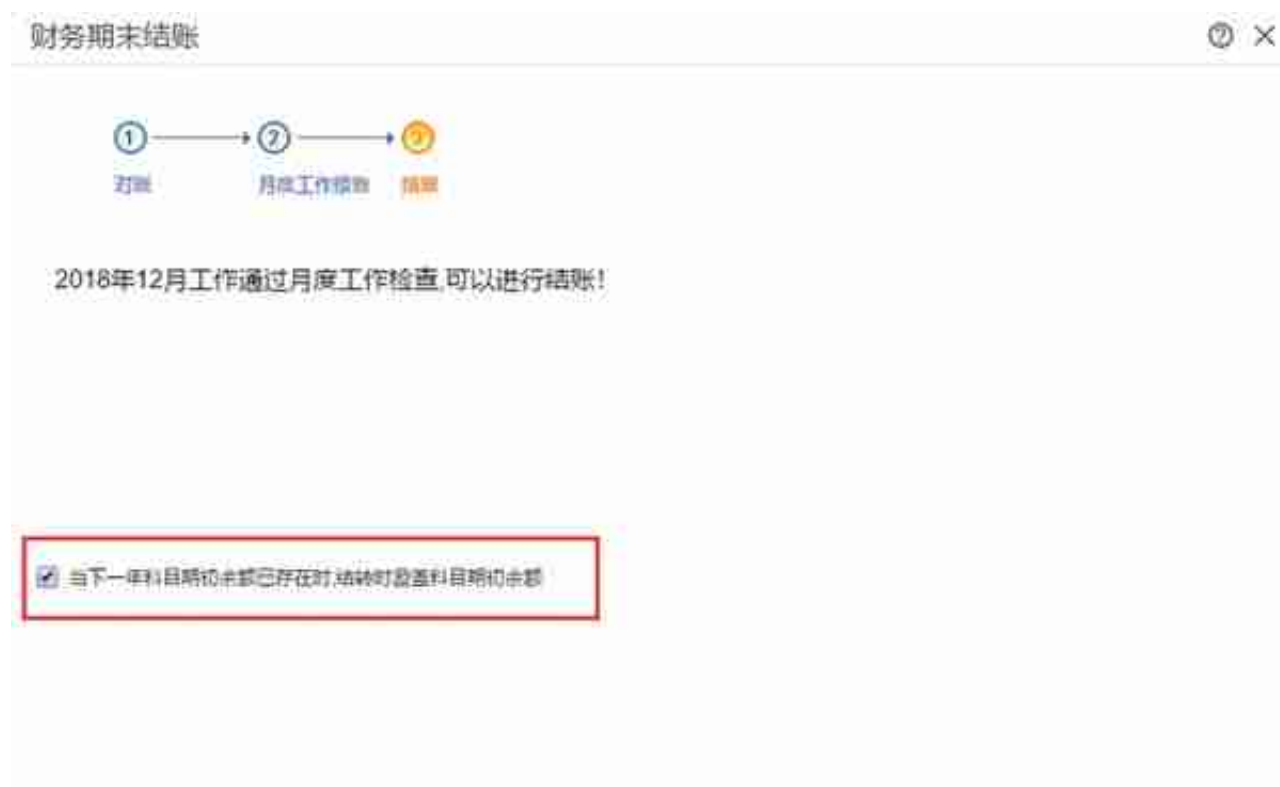 财务期末结账
1 2 3
对账 月度工作检查 结账
2018年12月工作通过月度工作检查,可以进行结账!
当下一年科目期初余额已存在时,结转时覆盖科目期初余额